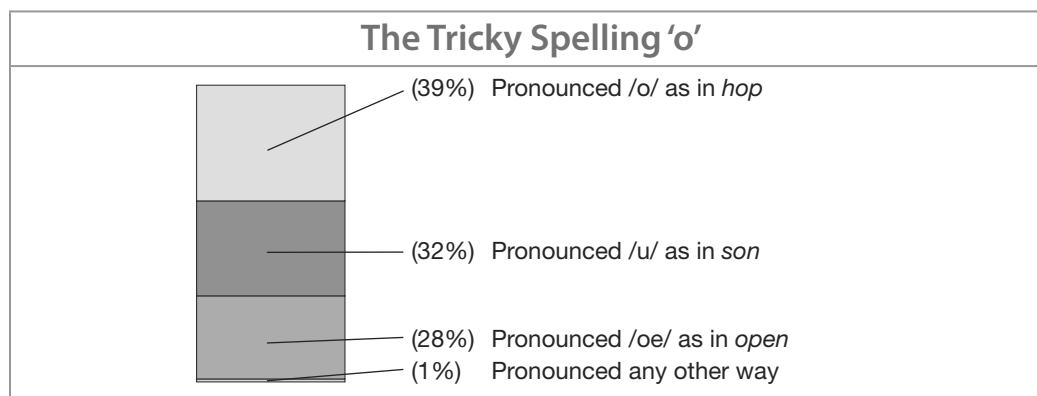 The Tricky Spelling ‘o’
(39%) Pronounced /o/ as in hop
(32%) Pronounced /u/ as in son
(28%) Pronounced /oe/ as in open
(1%) Pronounced any other way